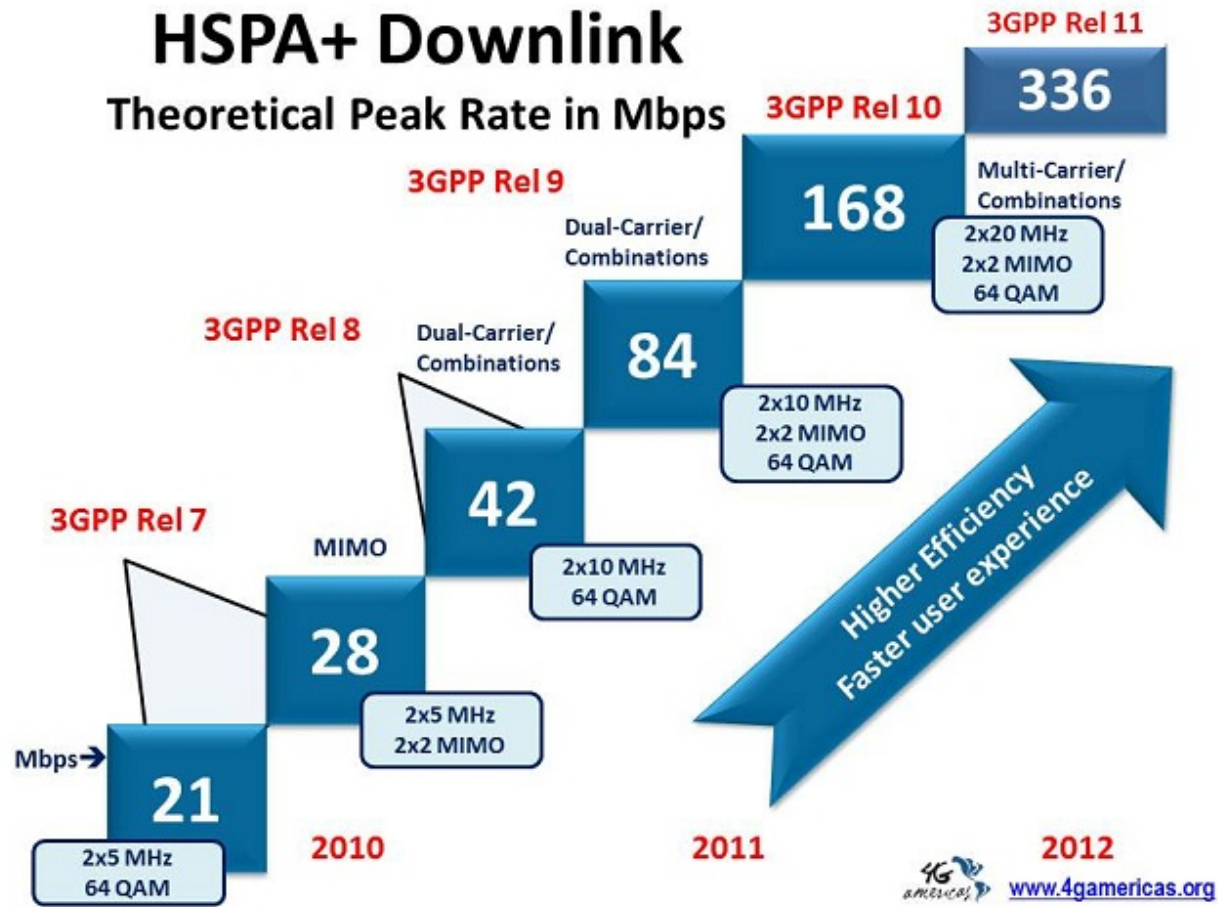 HSPA+ Downlink
Theoretical Peak Rate in Mbps
3GPP Rel 11
336
3GPP Rel 10
168
Multi-Carrier/
Combinations
2x20 MHz
2x2 MIMO
64 QAM
3GPP Rel 9
Dual-Carrier/
Combinations
84
2x10 MHz
2x2 MIMO
64 QAM
3GPP Rel 8
Dual-Carrier/
Combinations
42
2x10 MHz
64 QAM
3GPP Rel 7
MIMO
28
2x5 MHz
2x2 MIMO
Mbps
21
2x5 MHz
64 QAM
Higher Efficiency
Faster user experience
2010
2011
2012
4G
americas
www.4gamericas.org